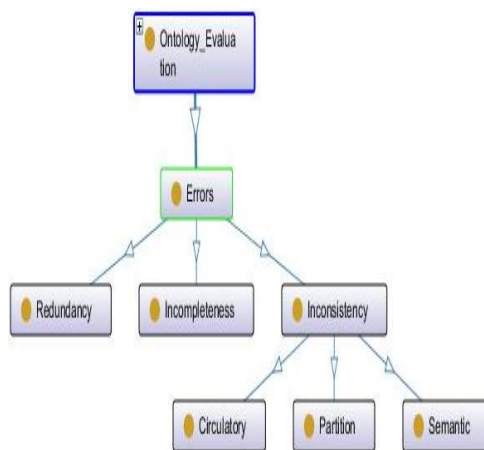 Ontology_Evalua
tion
Errors
Redundancy
Incompleteness
Inconsistency
Circulatory
Partition
Semantic